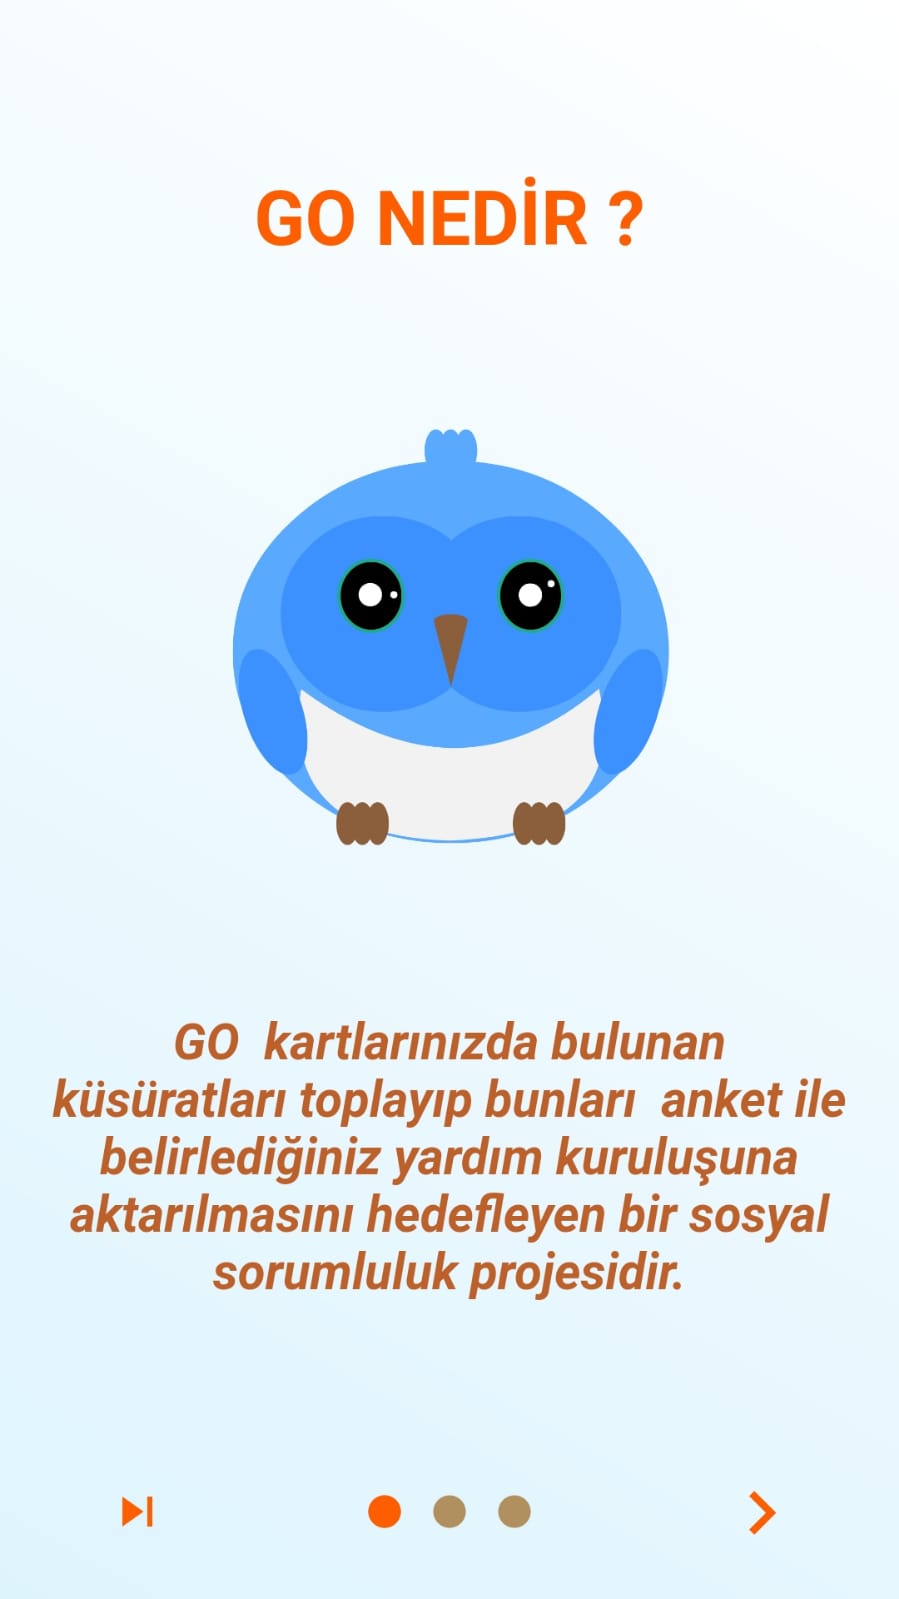 GO NEDİR ?
GO  kartlarınızda bulunan
küsüratları toplayıp bunları  anket ile
belirlediğiniz yardım kuruluşuna
aktarılmasını hedefleyen bir sosyal
sorumluluk projesidir.